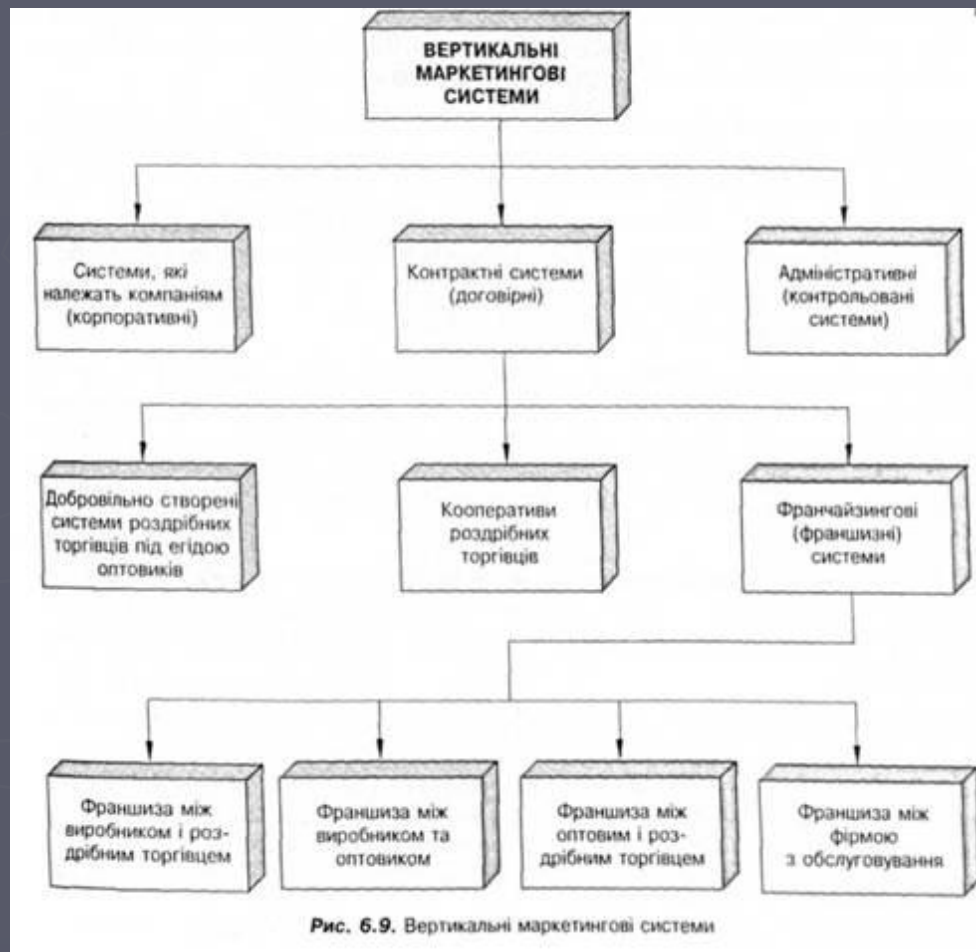 ВЕРТИКАЛЬНІ
МАРКЕТИНГОВІ
СИСТЕМИ
Системи, які
належать компаніям
(корпоративні)
Контрактні системи
(договірні)
Адміністративні
(контрольовані
системи)
Добровільно створені
системи роздрібних
торгівців під егідою
оптовиків
Кооперативи
роздрібних
торгівців
Франчайзингові
(франшизні)
системи
Франшиза між
виробником і роз-
дрібним торгівцем
Франшиза між
виробником та
оптовиком
Франшиза між
оптовим і роз-
дрібним торгівцем
Франшиза між
фірмою
з обслуговування
Рис. 6.9. Вертикальні маркетингові системи